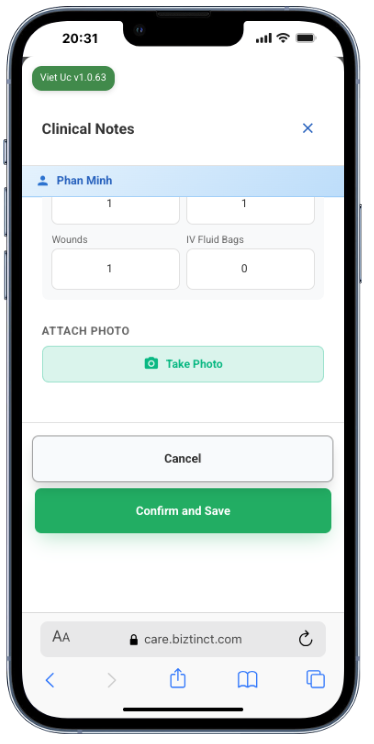 20:31
Viet Uc v1.0.63
Clinical Notes
Phan Minh
1 1
Wounds IV Fluid Bags
1 0
ATTACH PHOTO
Take Photo
Cancel
Confirm and Save
AA care.biztinct.com